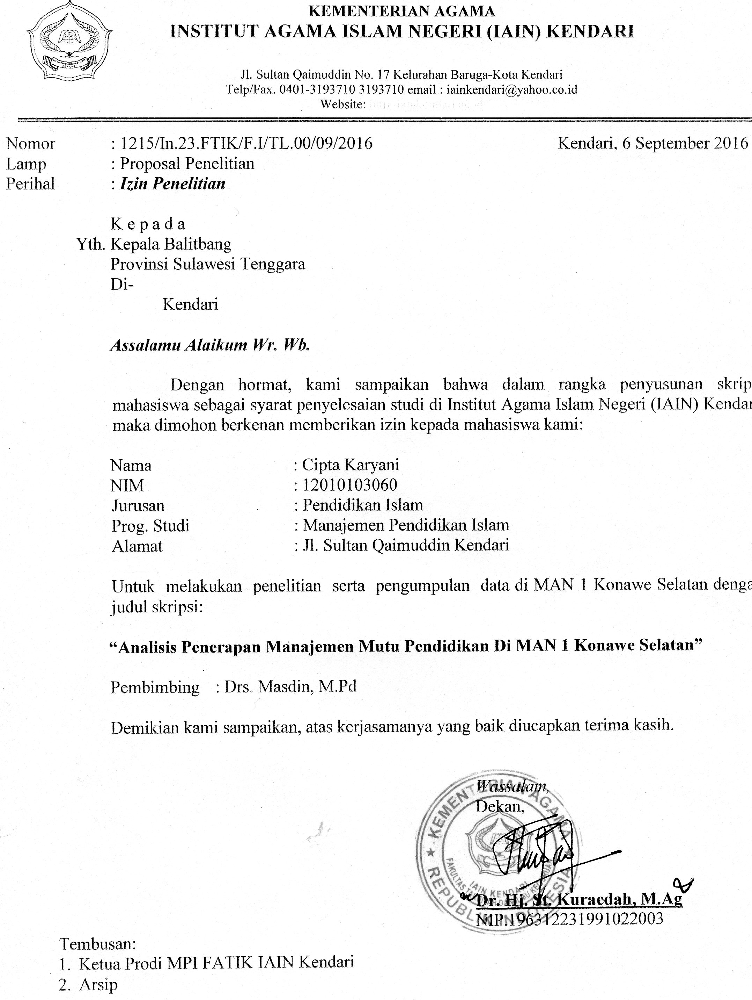 KEMENTERIAN AGAMA
INSTITUT AGAMA ISLAM NEGERI (IAIN) KENDARI
Jl. Sultan Qaimuddin No. 17 Kelurahan Baruga-Kota Kendari
Telp/Fax. 0401-3193710 3193710 email : iainkendari@yahoo.co.id
Website:
Nomor : 1215/In.23.FTIK/F.I/TL.00/09/2016 Kendari, 6 September 2016
Lamp : Proposal Penelitian
Perihal : Izin Penelitian
K e p a d a
Yth. Kepala Balitbang
Provinsi Sulawesi Tenggara
Di-
Kendari
Assalamu Alaikum Wr. Wb.
Dengan hormat, kami sampaikan bahwa dalam rangka penyusunan skrip
mahasiswa sebagai syarat penyelesaian studi di Institut Agama Islam Negeri (IAIN) Kendar
maka dimohon berkenan memberikan izin kepada mahasiswa kami:
Nama : Cipta Karyani
NIM : 12010103060
Jurusan : Pendidikan Islam
Prog. Studi : Manajemen Pendidikan Islam
Alamat : Jl. Sultan Qaimuddin Kendari
Untuk melakukan penelitian serta pengumpulan data di MAN 1 Konawe Selatan denga
judul skripsi:
“Analisis Penerapan Manajemen Mutu Pendidikan Di MAN 1 Konawe Selatan”
Pembimbing : Drs. Masdin, M.Pd
Demikian kami sampaikan, atas kerjasamanya yang baik diucapkan terima kasih.
Wassalam,
Dekan,
KEMENTERIAN AGAMA
REPUBLIK INDONESIA
IAIN KENDARI
Dr. Hj. St. Kuraedah, M.Ag
NIP.196312231991022003
Tembusan:
1. Ketua Prodi MPI FATIK IAIN Kendari
2. Arsip